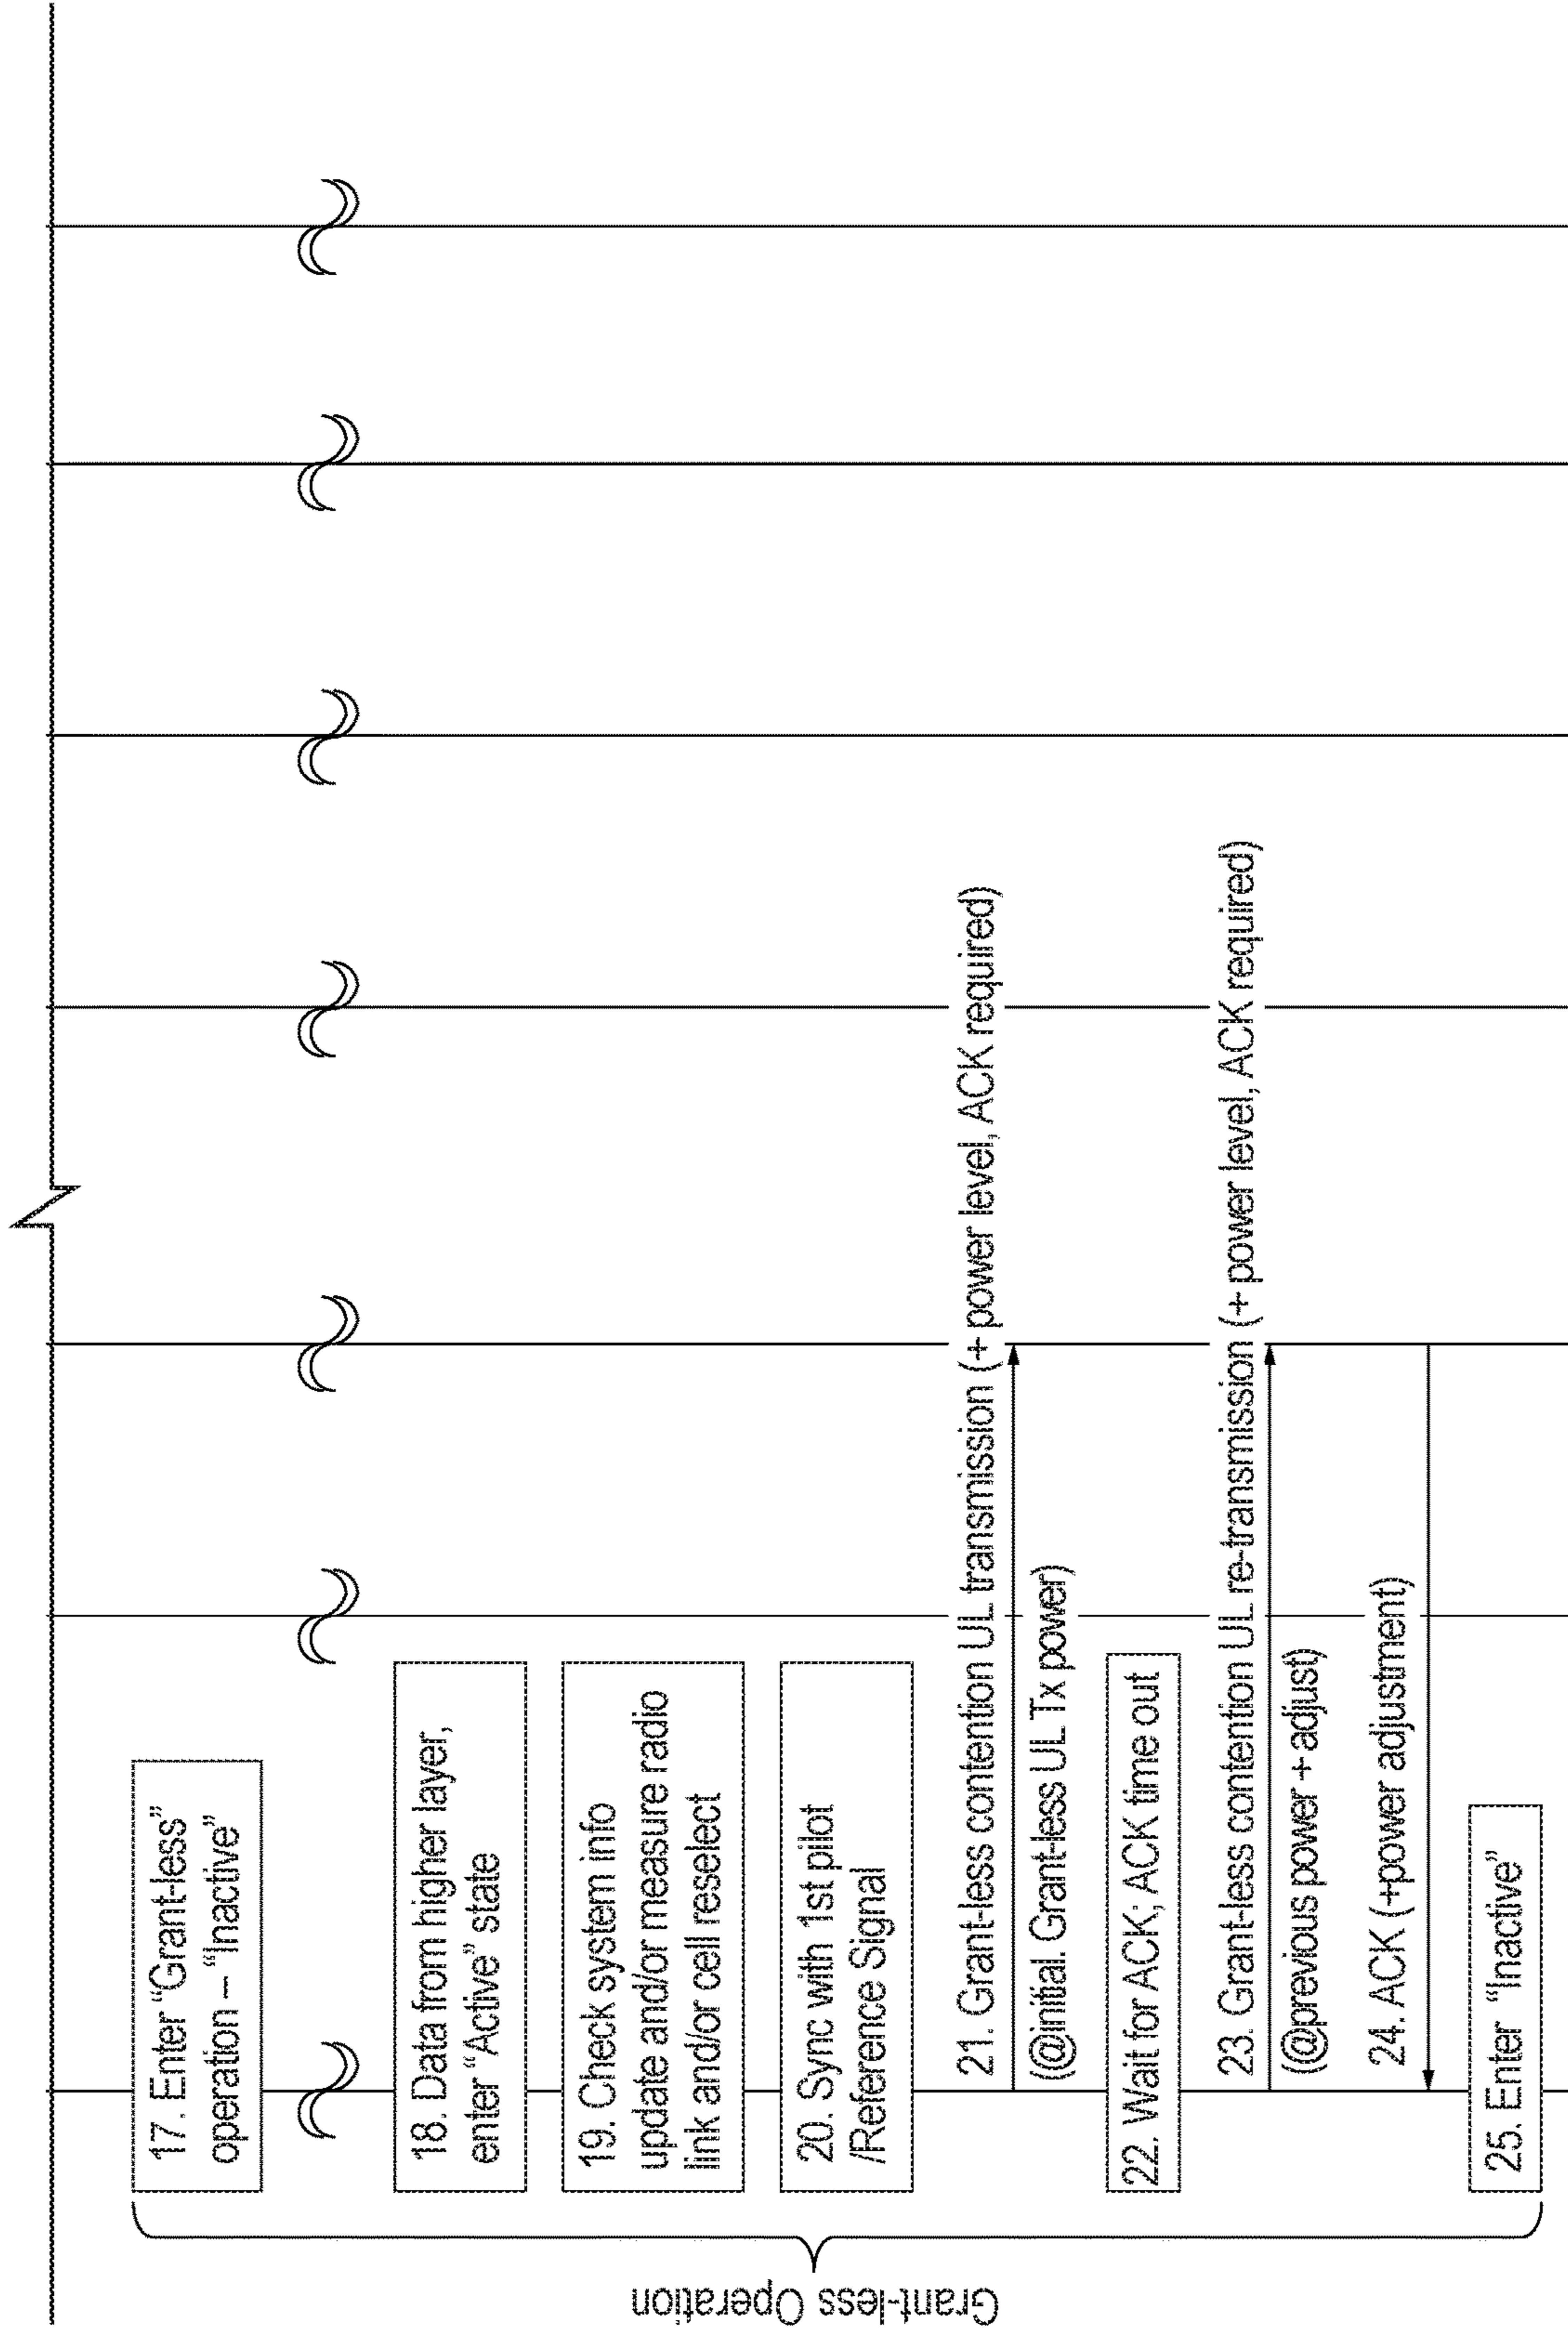 Grant-less Operation
17. Enter “Grant-less”
operation – “Inactive”
18. Data from higher layer,
enter “Active” state
19. Check system info
update and/or measure radio
link and/or cell reselect
20. Sync with 1st pilot
/Reference Signal
21. Grant-less contention UL transmission (+ power level, ACK required)
(@initial. Grant-less UL Tx power)
22. Wait for ACK; ACK time out
23. Grant-less contention UL re-transmission (+ power level, ACK required)
(@previous power + adjust)
24. ACK (+power adjustment)
25. Enter “Inactive”